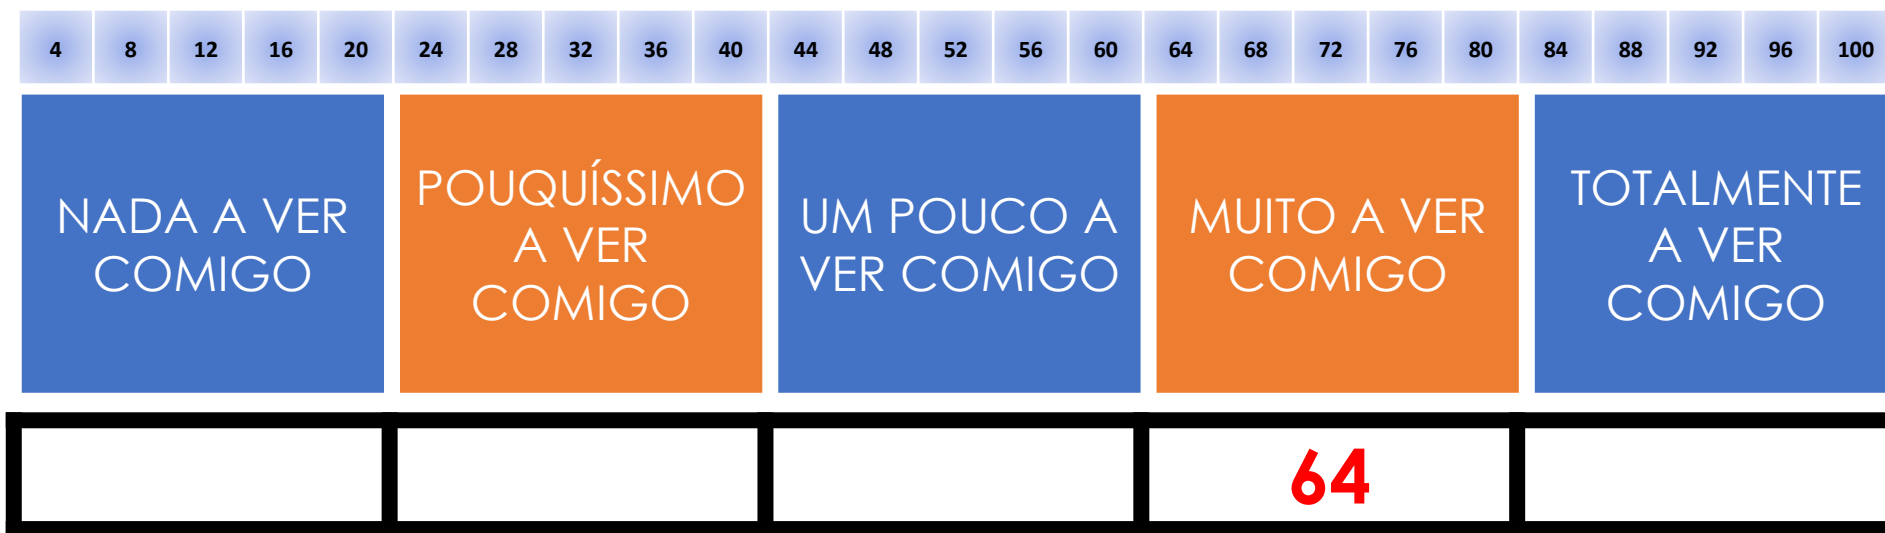 4 8 12 16 20 24 28 32 36 40 44 48 52 56 60 64 68 72 76 80 84 88 92 96 100
NADA A VER
COMIGO
POUQUÍSSIMO
A VER
COMIGO
UM POUCO A
VER COMIGO
MUITO A VER
COMIGO
TOTALMENTE
A VER
COMIGO
64